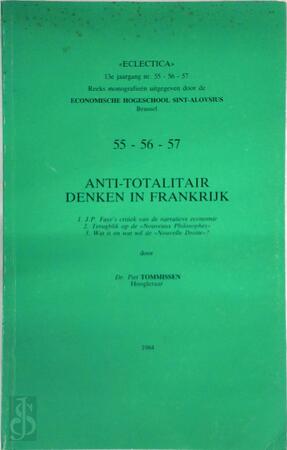 «ECLECTICA»
13e jaargang nr. 55 - 56 - 57
Reeks monografieën uitgegeven door de
ECONOMISCHE HOGESCHOOL SINT-ALOYSIUS
Brussel
55 - 56 - 57
ANTI-TOTALITAIR
DENKEN IN FRANKRIJK
1. J.P. Faye's critiek van de narratieve economie
2. Terugblik op de «Nouveaux Philosophes»
3. Wat is en wat wil de «Nouvelle Droite»?
door
Dr. Piet TOMMISSEN
Hoogleraar
1984